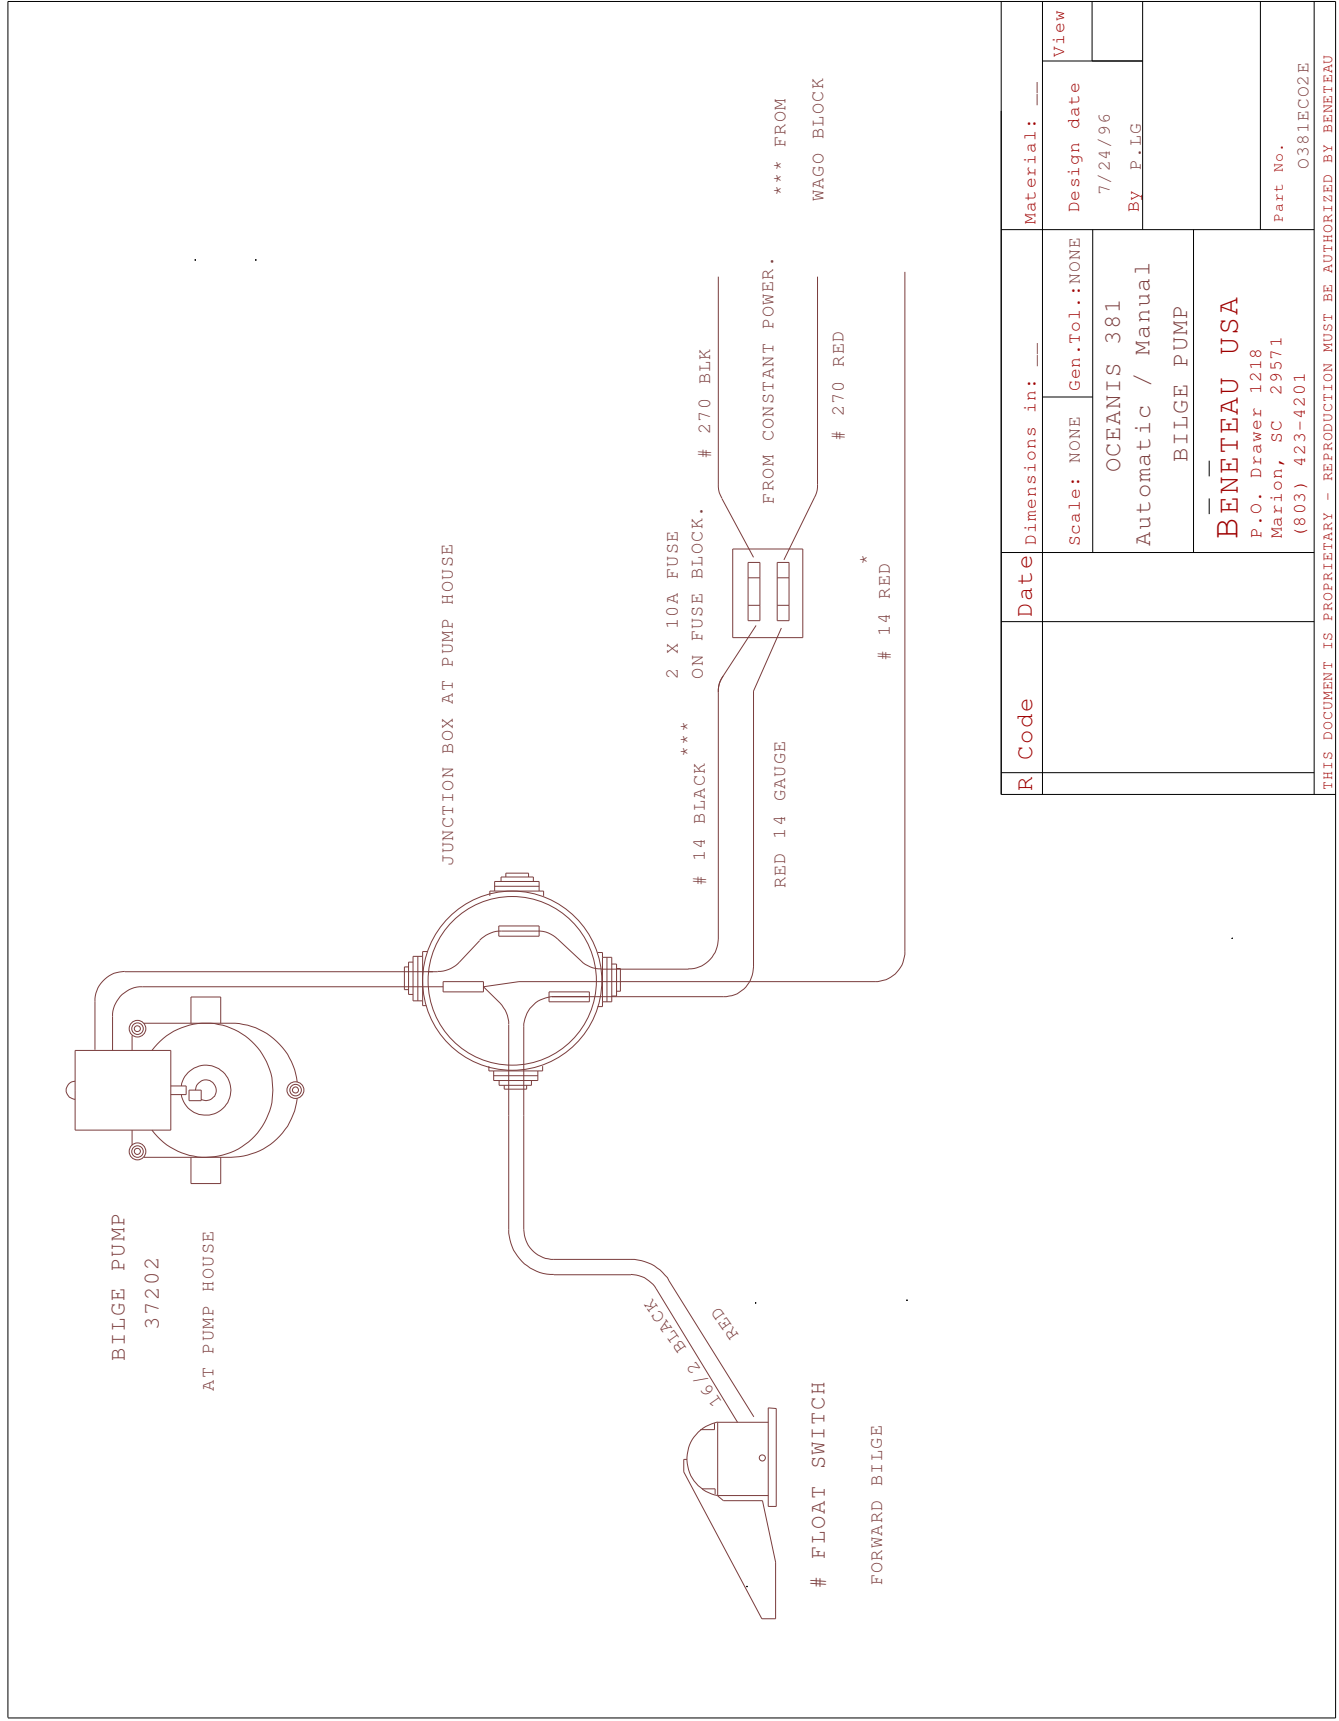 BILGE PUMP
37202
AT PUMP HOUSE
JUNCTION BOX AT PUMP HOUSE
# FLOAT SWITCH
FORWARD BILGE
16/2 BLACK
RED
# 14 BLACK ***
RED 14 GAUGE
2 X 10A FUSE
ON FUSE BLOCK.
# 14 RED *
# 270 BLK
FROM CONSTANT POWER.
# 270 RED
*** FROM
WAGO BLOCK
R Code Date Dimensions in: __ Material: __
Scale: NONE Gen.Tol.:NONE Design date View
7/24/96
By P.LG
OCEANIS 381
Automatic / Manual
BILGE PUMP
BENETEAU USA
P.O. Drawer 1218
Marion, SC 29571
(803) 423-4201
Part No.
O381ECO2E
THIS DOCUMENT IS PROPRIETARY - REPRODUCTION MUST BE AUTHORIZED BY BENETEAU